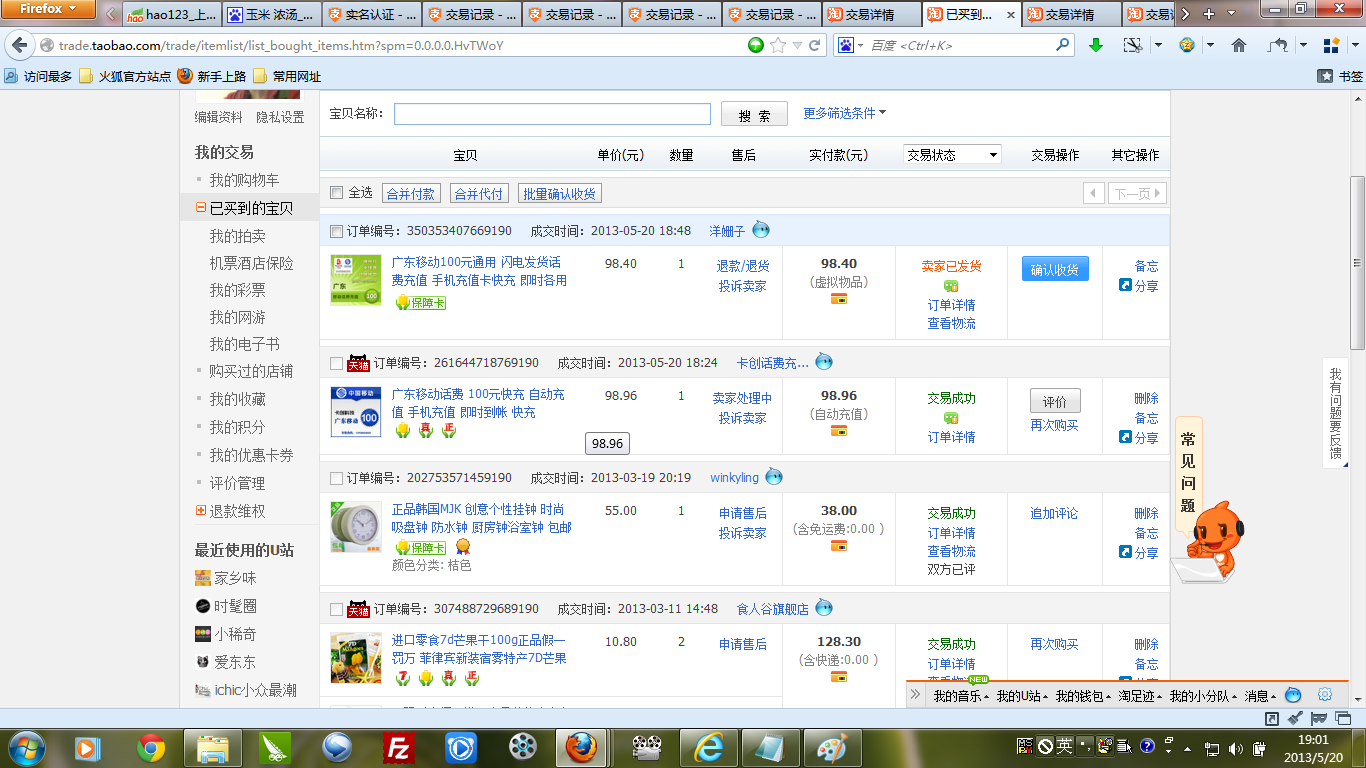 Firefox
hao123_上...
玉米 浓汤_...
实名认证 - ...
交易记录 - ...
交易记录 - ...
交易记录 - ...
交易记录 - ...
交易详情
已买到的...
交易详情
交易
trade.taobao.com/trade/itemlist/list_bought_items.htm?spm=0.0.0.0.HvTWoY
百度 <Ctrl+K>
访问最多 火狐官方站点 新手上路 常用网址 书签
编辑资料 隐私设置
我的交易
我的购物车
已买到的宝贝
我的拍卖
机票酒店保险
我的彩票
我的网游
我的电子书
购买过的店铺
我的收藏
我的积分
我的优惠卡券
评价管理
退款维权
最近使用的U站
家乡味
时髦圈
小稀奇
爱东东
ichic小众最潮
宝贝名称: 搜 索 更多筛选条件
宝贝 单价(元) 数量 售后 实付款(元) 交易状态 交易操作 其它操作
全选 合并付款 合并代付 批量确认收货 下一页
订单编号: 350353407669190 成交时间: 2013-05-20 18:48 洋姗子
广东移动100元通用 闪电发货话 98.40 1 退款/退货 98.40 卖家已发货 确认收货 备忘
费充值 手机充值卡快充 即时各用 投诉卖家 (虚拟物品) 分享
保障卡 订单详情
查看物流
天猫 订单编号: 261644718769190 成交时间: 2013-05-20 18:24 卡创话费充...
广东移动话费 100元快充 自动充 98.96 1 卖家处理中 98.96 交易成功 评价 删除
值 手机充值 即时到帐 快充 投诉卖家 (自动充值) 再次购买 备忘
真 正 订单详情 分享
98.96
订单编号: 202753571459190 成交时间: 2013-03-19 20:19 winkyling
正品韩国MJK 创意个性挂钟 时尚 55.00 1 申请售后 38.00 交易成功 追加评论 删除
吸盘钟 防水钟 厨房钟浴室钟 包邮 投诉卖家 (含免运费:0.00 ) 订单详情 备忘
保障卡 查看物流 分享
颜色分类: 桔色 双方已评
天猫 订单编号: 307488729689190 成交时间: 2013-03-11 14:48 食人谷旗舰店
进口零食7d芒果干100g正品假一 10.80 2 申请售后 128.30 交易成功 再次购买 删除
罚万 菲律宾新装宿雾特产7D芒果 (含快递:0.00 ) 订单详情 备忘
7 真 正
我有问题要反馈
常见问题
NEW
我的音乐 我的U站 我的钱包 淘足迹 我的小分队 消息
英
19:01
2013/5/20